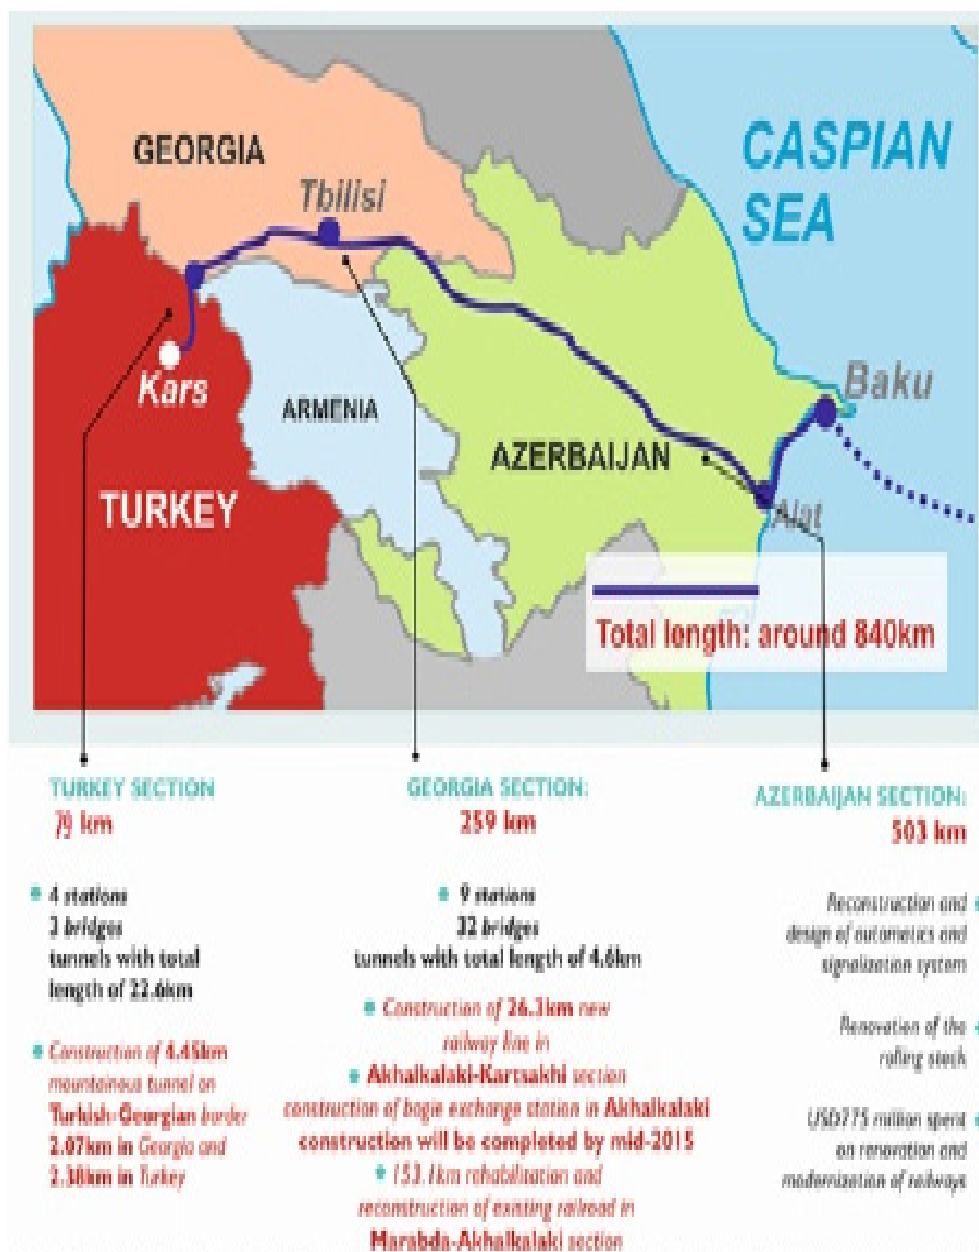 GEORGIA
Tbilisi
CASPIAN
SEA
Kars
ARMENIA
Baku
AZERBAIJAN
TURKEY
Alat
Total length: around 840km
TURKEY SECTION
79 km
4 stations
3 bridges
tunnels with total
length of 22.6km
Construction of 4.45km
mountainous tunnel on
Turkish-Georgian border
2.07km in Georgia and
2.38km in Turkey
GEORGIA SECTION:
259 km
9 stations
32 bridges
tunnels with total length of 4.6km
Construction of 26.3km new
railway line in
Akhalkalaki-Kartsakhi section
construction of bogie exchange station in Akhalkalaki
construction will be completed by mid-2015
153.1km rehabilitation and
reconstruction of existing railroad in
Marabda-Akhalkalaki section
AZERBAIJAN SECTION:
503 km
Reconstruction and
design of automatics and
signalization system
Renovation of the
rolling stock
USD775 million spent
on renovation and
modernization of railways